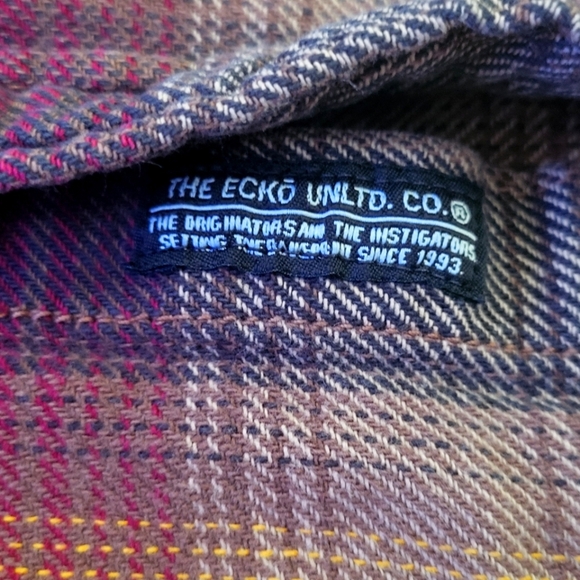 THE ECKŌ UNLTD. CO.®
THE ORIGINATORS AND THE INSTIGATORS
SETTING THE SINCE 1993.